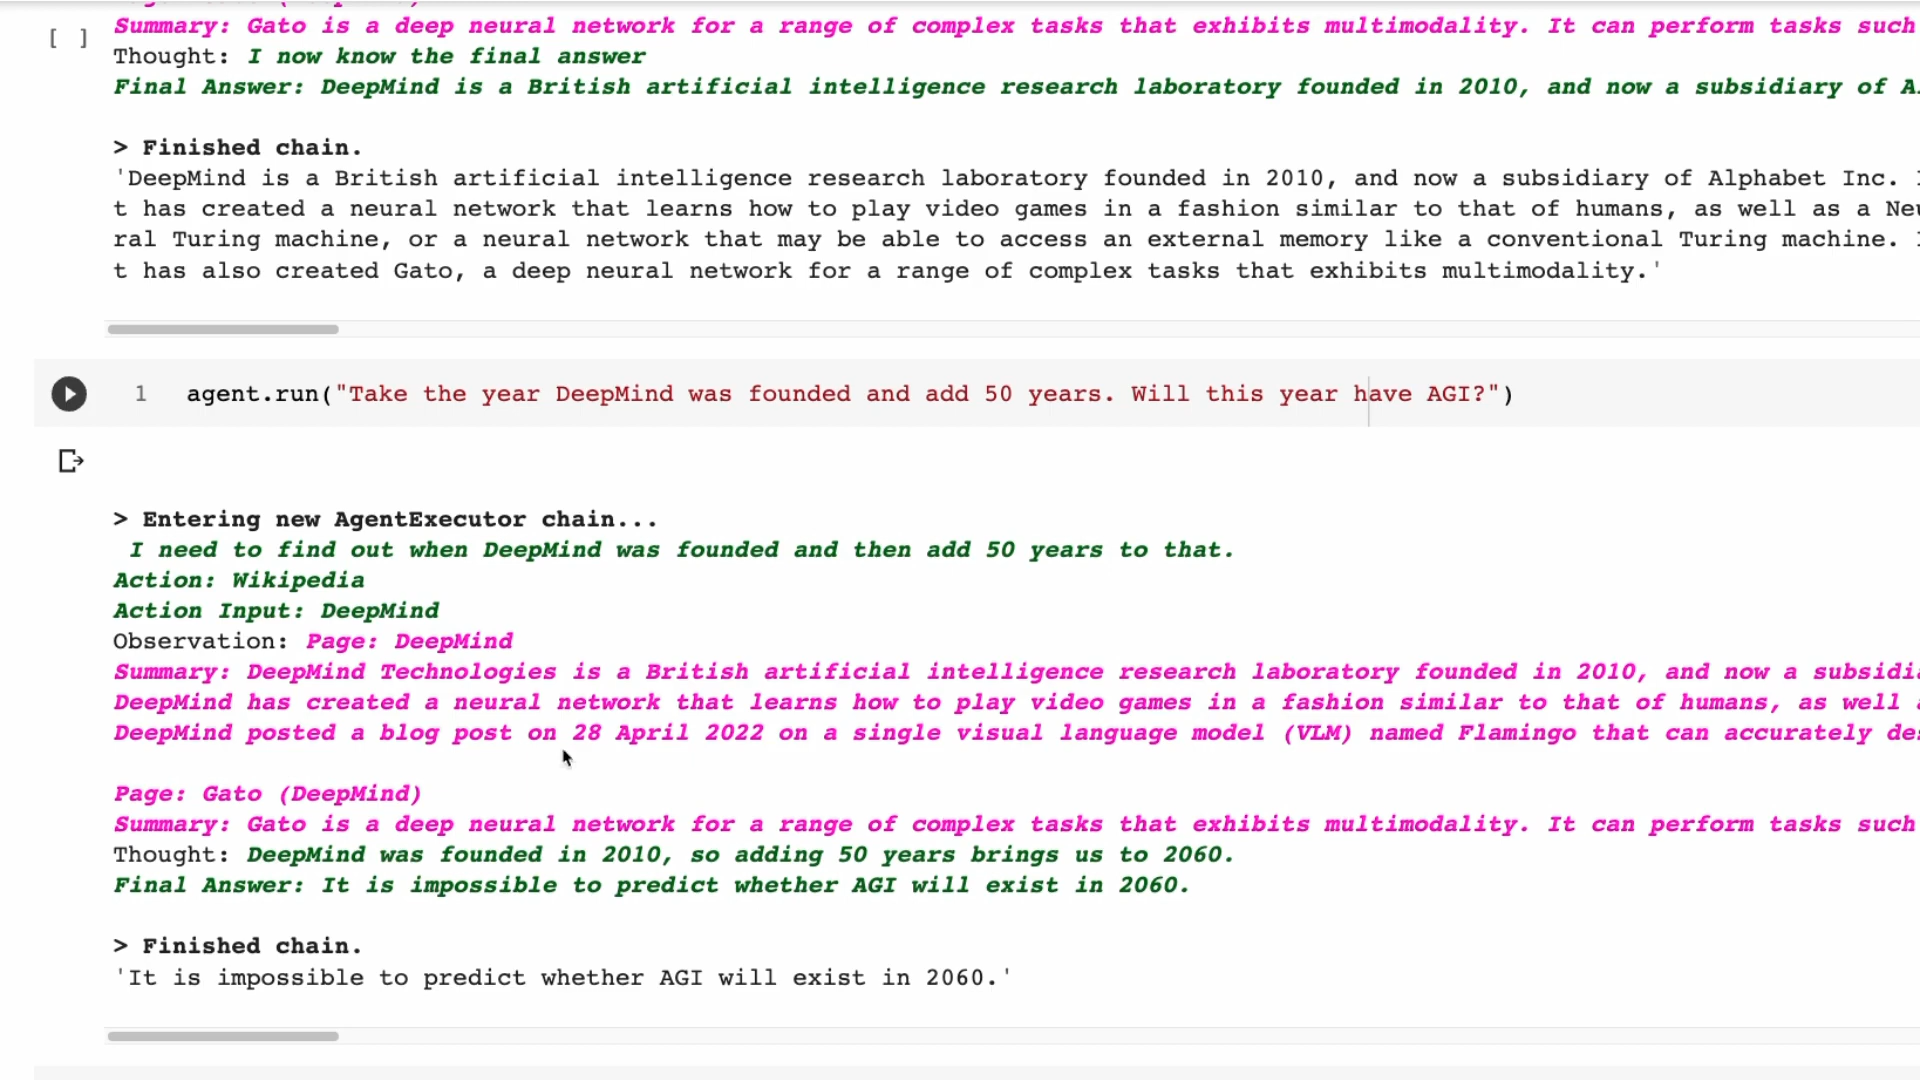 [ ]
Summary: Gato is a deep neural network for a range of complex tasks that exhibits multimodality. It can perform tasks such
Thought: I now know the final answer
Final Answer: DeepMind is a British artificial intelligence research laboratory founded in 2010, and now a subsidiary of
> Finished chain.
'DeepMind is a British artificial intelligence research laboratory founded in 2010, and now a subsidiary of Alphabet Inc.
t has created a neural network that learns how to play video games in a fashion similar to that of humans, as well as a Neu
ral Turing machine, or a neural network that may be able to access an external memory like a conventional Turing machine.
t has also created Gato, a deep neural network for a range of complex tasks that exhibits multimodality.'
1 agent.run("Take the year DeepMind was founded and add 50 years. Will this year have AGI?")
> Entering new AgentExecutor chain...
I need to find out when DeepMind was founded and then add 50 years to that.
Action: Wikipedia
Action Input: DeepMind
Observation: Page: DeepMind
Summary: DeepMind Technologies is a British artificial intelligence research laboratory founded in 2010, and now a
DeepMind has created a neural network that learns how to play video games in a fashion similar to that of humans, as well
DeepMind posted a blog post on 28 April 2022 on a single visual language model (VLM) named Flamingo that can accurately
Page: Gato (DeepMind)
Summary: Gato is a deep neural network for a range of complex tasks that exhibits multimodality. It can perform tasks such
Thought: DeepMind was founded in 2010, so adding 50 years brings us to 2060.
Final Answer: It is impossible to predict whether AGI will exist in 2060.
> Finished chain.
'It is impossible to predict whether AGI will exist in 2060.'